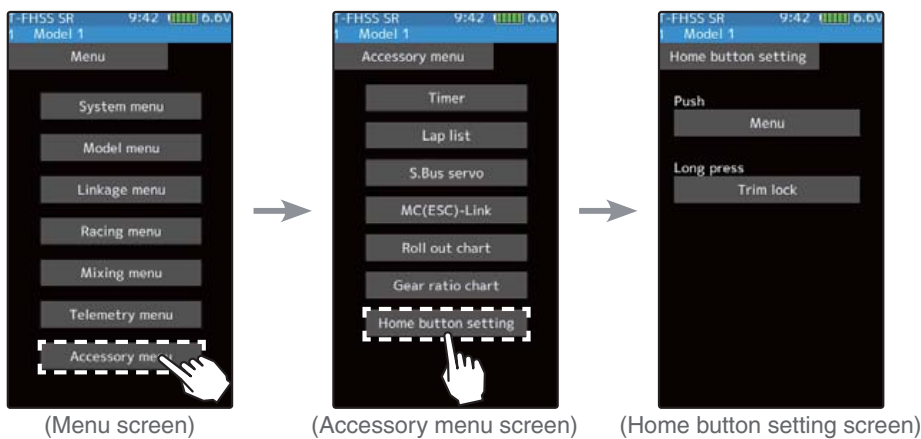 T-FHSS SR 9:42 6.6V
1 Model 1
Menu
System menu
Model menu
Linkage menu
Racing menu
Mixing menu
Telemetry menu
Accessory menu
(Menu screen)
T-FHSS SR 9:42 6.6V
1 Model 1
Accessory menu
Timer
Lap list
S.Bus servo
MC(ESC)-Link
Roll out chart
Gear ratio chart
Home button setting
(Accessory menu screen)
T-FHSS SR 9:42 6.6V
1 Model 1
Home button setting
Push
Menu
Long press
Trim lock
(Home button setting screen)